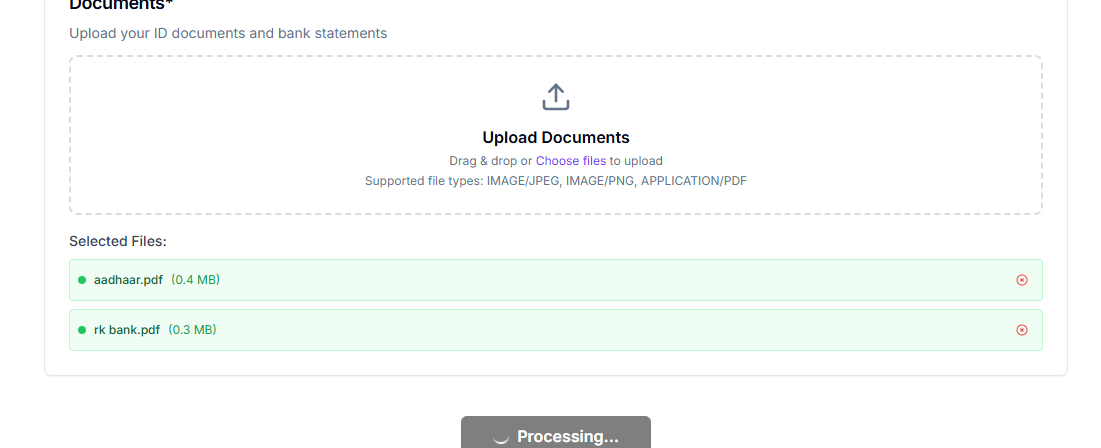 Documents*
Upload your ID documents and bank statements
Upload Documents
Drag & drop or Choose files to upload
Supported file types: IMAGE/JPEG, IMAGE/PNG, APPLICATION/PDF
Selected Files:
aadhaar.pdf (0.4 MB)
rk bank.pdf (0.3 MB)
Processing...